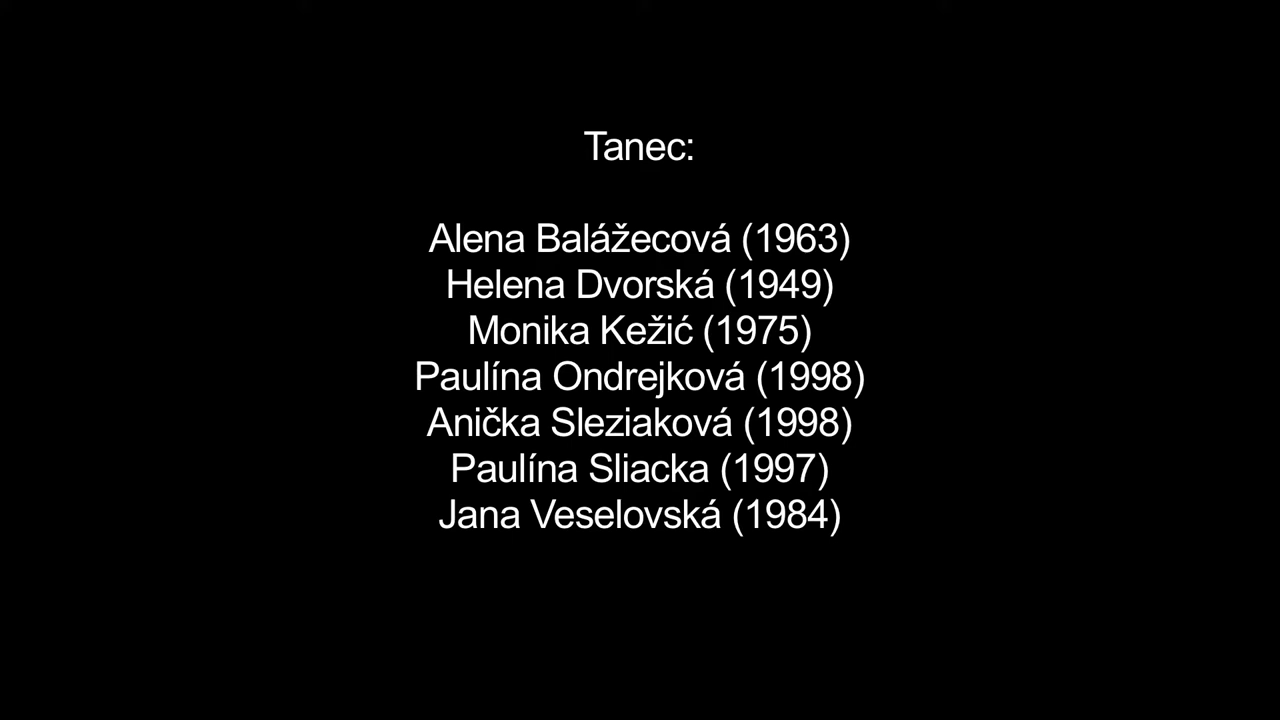 Tanec:
Alena Balážecová (1963)
Helena Dvorská (1949)
Monika Kežić (1975)
Paulína Ondrejková (1998)
Anička Sleziaková (1998)
Paulína Sliacka (1997)
Jana Veselovská (1984)